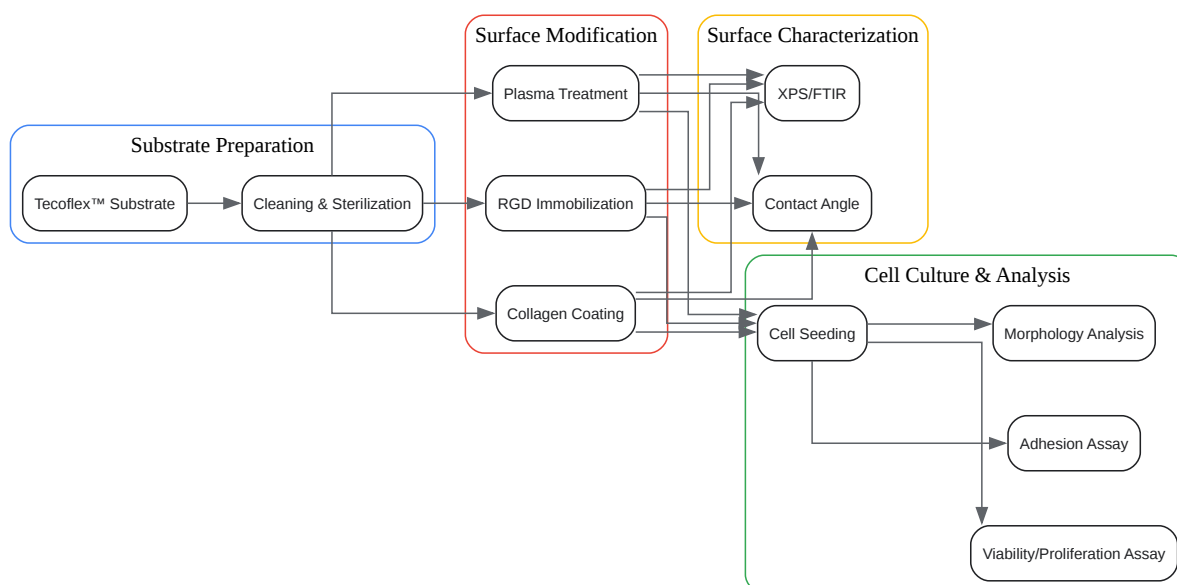 Substrate Preparation
Tecoflex™ Substrate
Cleaning & Sterilization
Surface Modification
Plasma Treatment
RGD Immobilization
Collagen Coating
Surface Characterization
XPS/FTIR
Contact Angle
Cell Culture & Analysis
Cell Seeding
Morphology Analysis
Adhesion Assay
Viability/Proliferation Assay